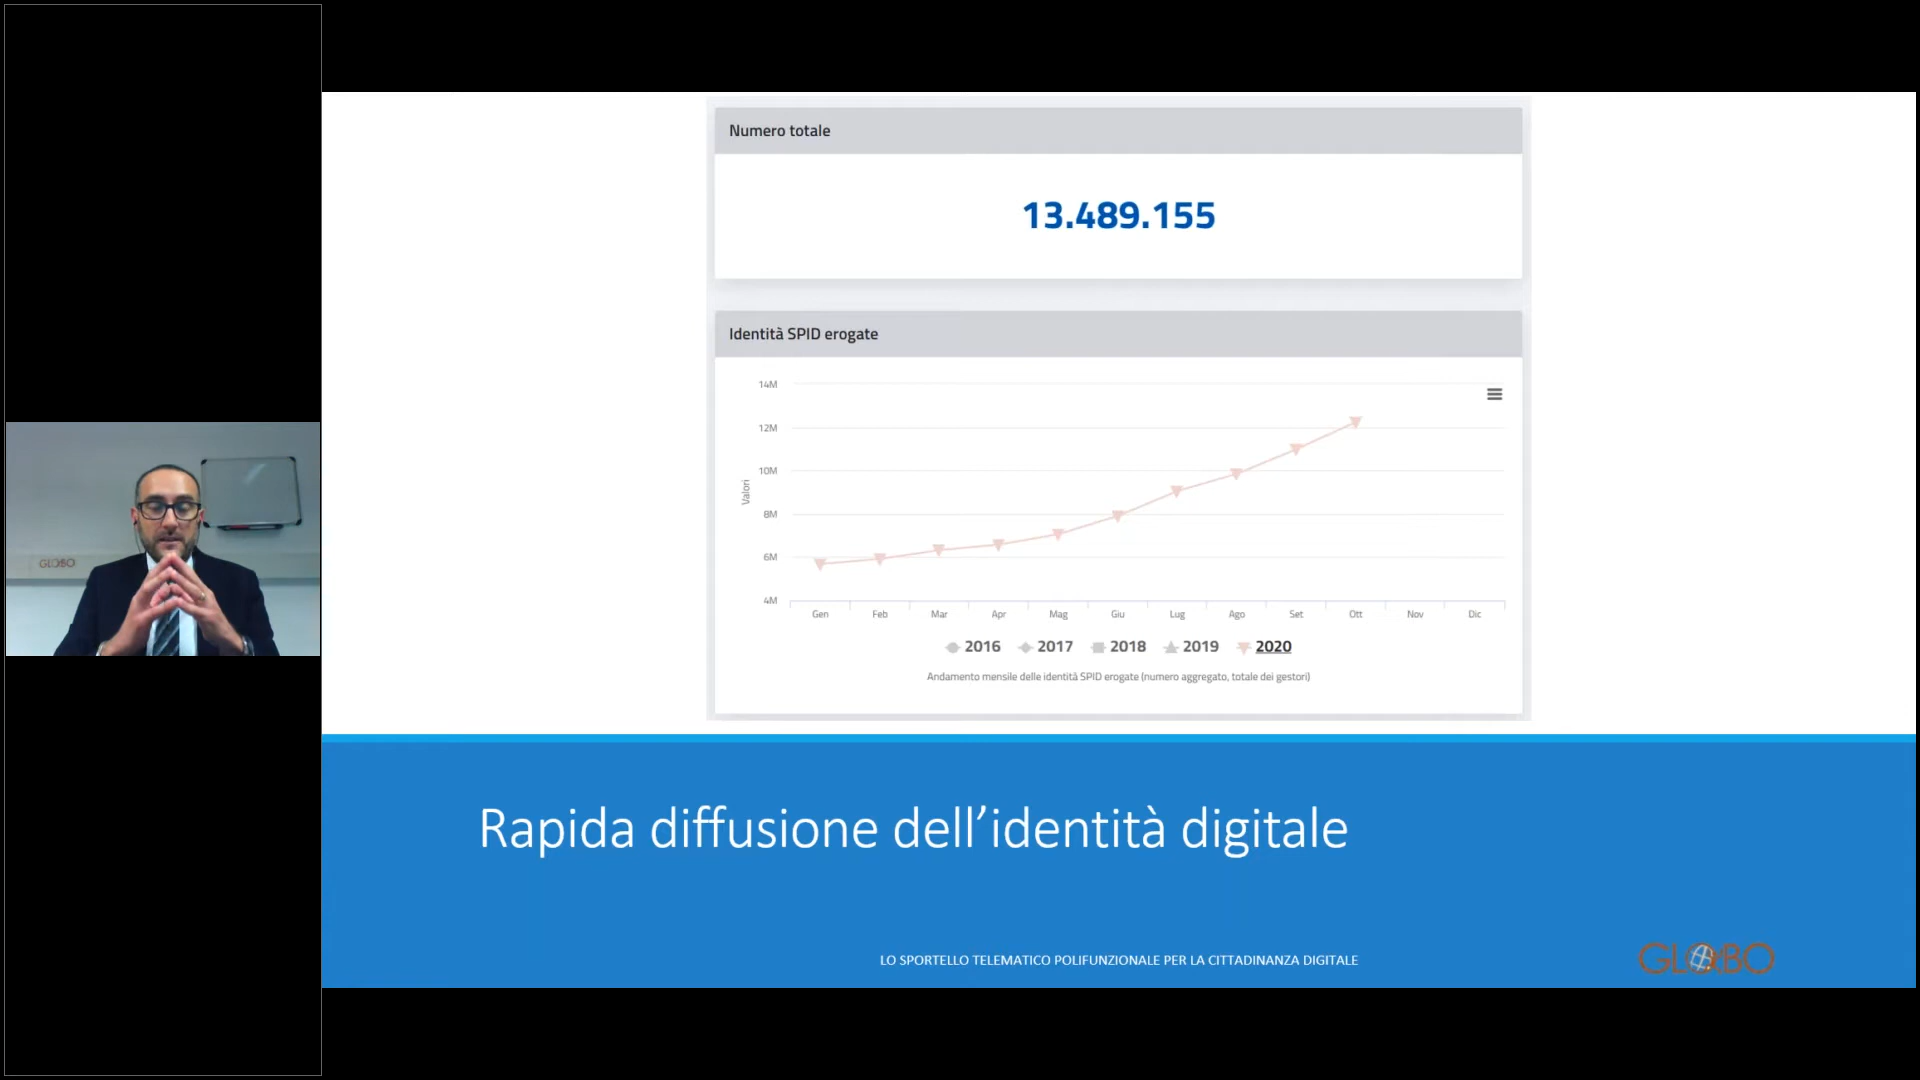 Numero totale
13.489.155
Identità SPID erogate
14M
12M
10M
8M
6M
4M
Valori
Gen Feb Mar Apr Mag Giu Lug Ago Set Ott Nov Dic
2016 2017 2018 2019 2020
Andamento mensile delle identità SPID erogate (numero aggregato, totale dei gestori)
GLOBO
Rapida diffusione dell’identità digitale
LO SPORTELLO TELEMATICO POLIFUNZIONALE PER LA CITTADINANZA DIGITALE
GLOBO